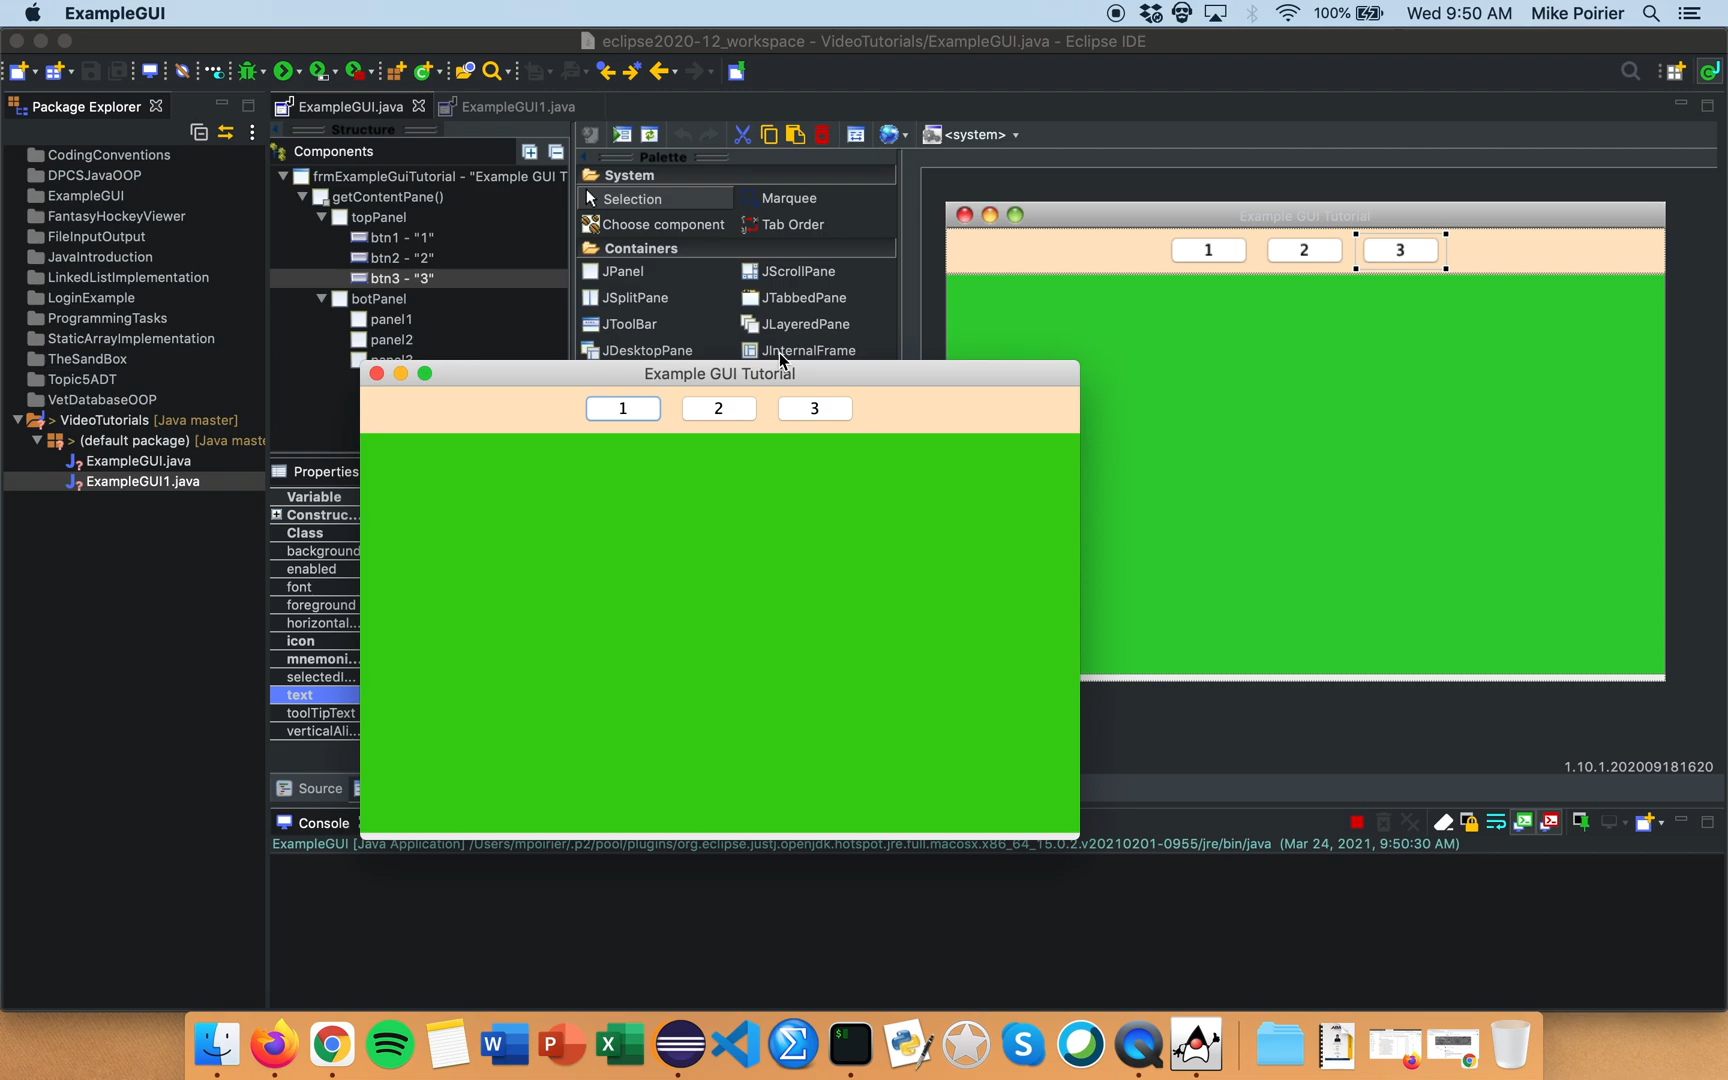 ExampleGUI
100%
Wed 9:50 AM
Mike Poirier
eclipse2020-12_workspace - VideoTutorials/ExampleGUI.java - Eclipse IDE
Package Explorer
ExampleGUI.java
ExampleGUI1.java
Structure
Components
<system>
Palette
CodingConventions
DPCSJavaOOP
ExampleGUI
FantasyHockeyViewer
FileInputOutput
JavaIntroduction
LinkedListImplementation
LoginExample
ProgrammingTasks
StaticArrayImplementation
TheSandBox
Topic5ADT
VetDatabaseOOP
> VideoTutorials [Java master]
> (default package) [Java maste
ExampleGUI.java
ExampleGUI1.java
frmExampleGuiTutorial - "Example GUI T
getContentPane()
topPanel
btn1 - "1"
btn2 - "2"
btn3 - "3"
botPanel
panel1
panel2
System
Selection
Marquee
Choose component
Tab Order
Containers
JPanel
JScrollPane
JSplitPane
JTabbedPane
JToolBar
JLayeredPane
JDesktopPane
JInternalFrame
Example GUI Tutorial
1
2
3
Example GUI Tutorial
1
2
3
Properties
Variable
Construc...
Class
background
enabled
font
foreground
horizontal...
icon
mnemoni...
selectedI...
text
toolTipText
verticalAli...
1.10.1.202009181620
Source
Console
ExampleGUI [Java Application] /Users/mpoirier/.p2/pool/plugins/org.eclipse.justj.openjdk.hotspot.jre.full.macosx.x86_64_15.0.2.v20210201-0955/jre/bin/java (Mar 24, 2021, 9:50:30 AM)